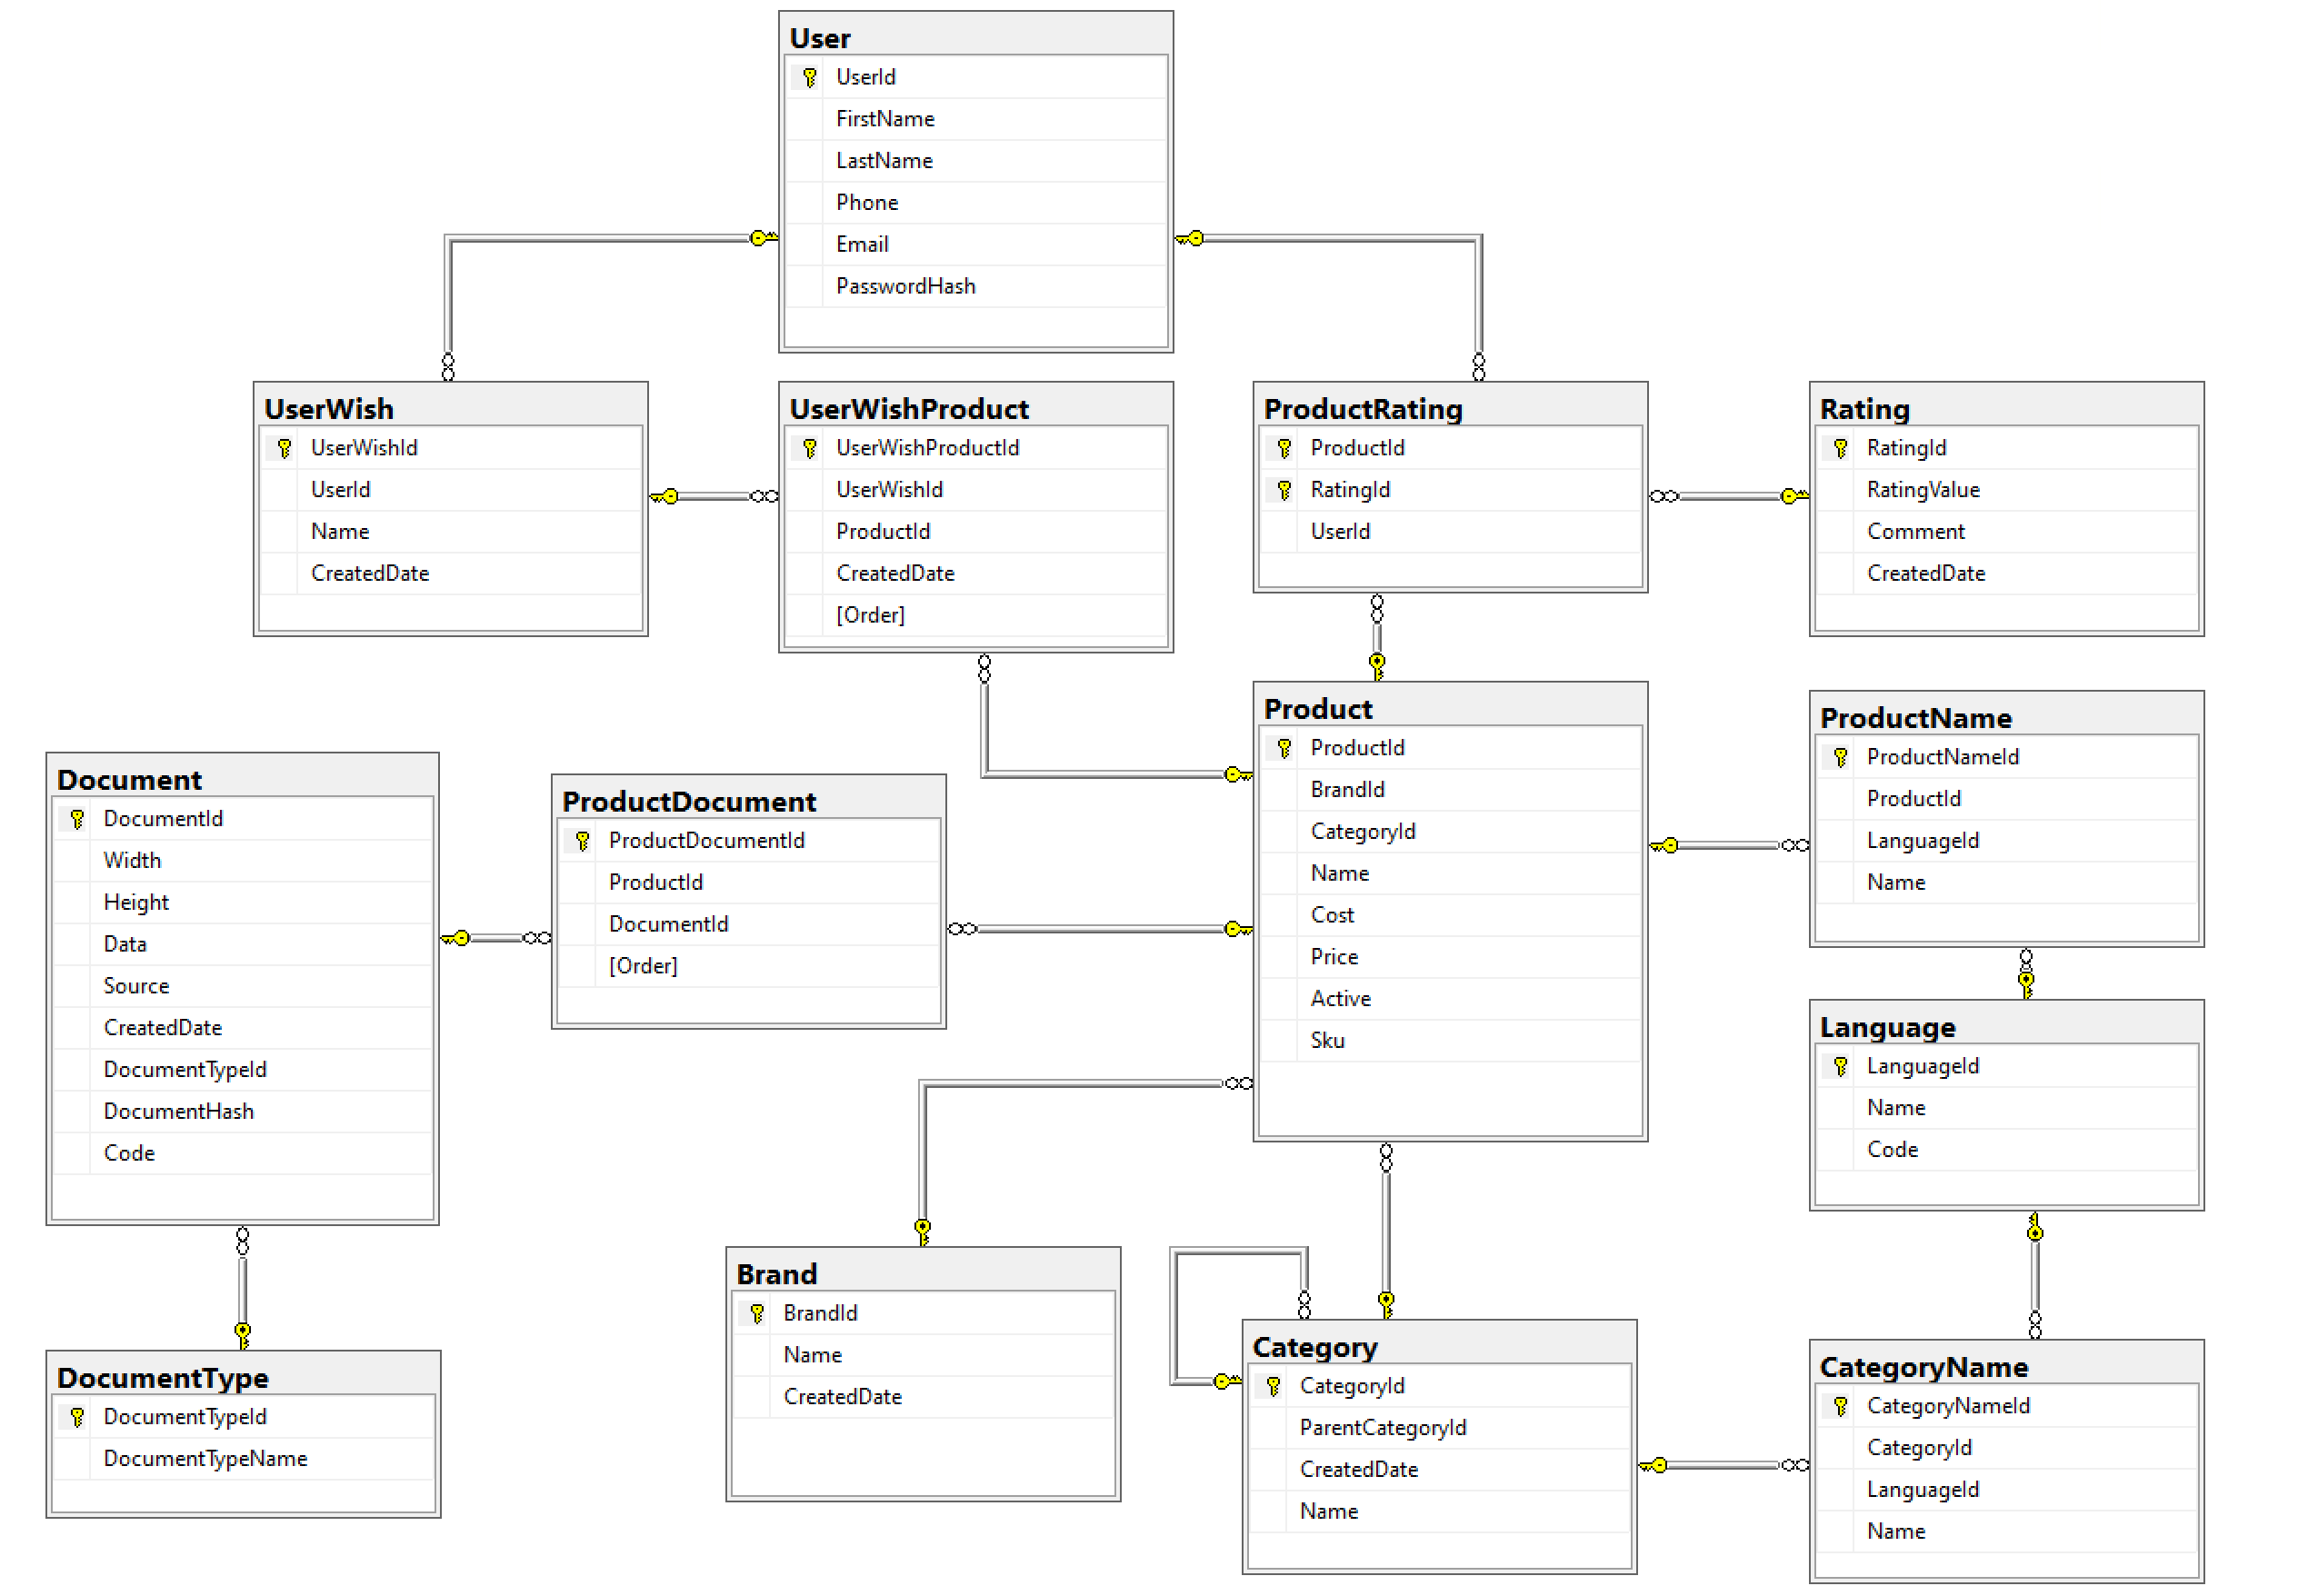 User
UserId
FirstName
LastName
Phone
Email
PasswordHash
UserWish
UserWishId
UserId
Name
CreatedDate
UserWishProduct
UserWishProductId
UserWishId
ProductId
CreatedDate
[Order]
ProductRating
ProductId
RatingId
UserId
Rating
RatingId
RatingValue
Comment
CreatedDate
Document
DocumentId
Width
Height
Data
Source
CreatedDate
DocumentTypeId
DocumentHash
Code
ProductDocument
ProductDocumentId
ProductId
DocumentId
[Order]
Product
ProductId
BrandId
CategoryId
Name
Cost
Price
Active
Sku
ProductName
ProductNameId
ProductId
LanguageId
Name
Language
LanguageId
Name
Code
DocumentType
DocumentTypeId
DocumentTypeName
Brand
BrandId
Name
CreatedDate
Category
CategoryId
ParentCategoryId
CreatedDate
Name
CategoryName
CategoryNameId
CategoryId
LanguageId
Name